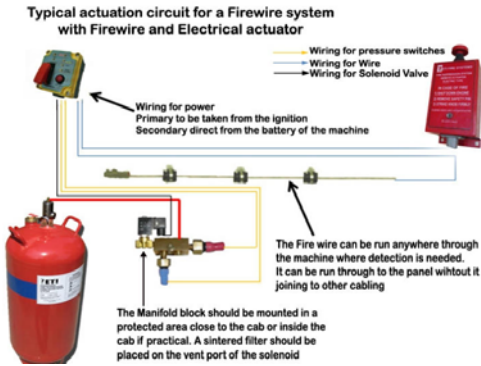 Typical actuation circuit for a Firewire system
with Firewire and Electrical actuator
Wiring for pressure switches
Wiring for Wire
Wiring for Solenoid Valve
Wiring for power
Primary to be taken from the ignition
Secondary direct from the battery of the machine
IN CASE OF FIRE
The Fire wire can be run anywhere through
the machine where detection is needed.
It can be run through to the panel wihtout it
joining to other cabling
The Manifold block should be mounted in a
protected area close to the cab or inside the
cab if practical. A sintered filter should be
placed on the vent port of the solenoid